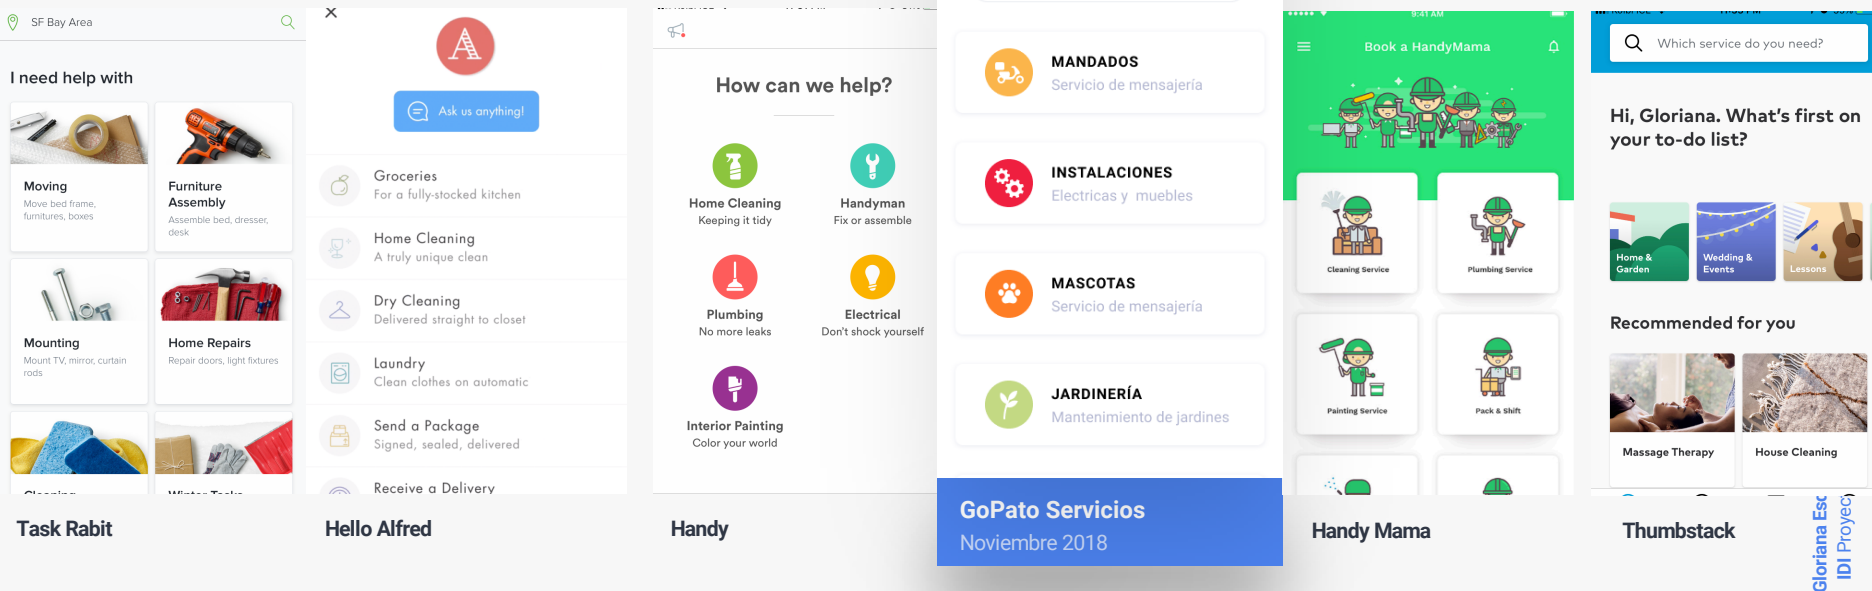 SF Bay Area
I need help with
Moving
Move bed frame,
furnitures, boxes
Furniture
Assembly
Assemble bed, dresser,
desk
Mounting
Mount TV, mirror, curtain
rods
Home Repairs
Repair doors, light fixtures
Cleaning
Winter Tasks
Task Rabit
A
Ask us anything!
Groceries
For a fully-stocked kitchen
Home Cleaning
A truly unique clean
Dry Cleaning
Delivered straight to closet
Laundry
Clean clothes on automatic
Send a Package
Signed, sealed, delivered
Receive a Delivery
Hello Alfred
How can we help?
Home Cleaning
Keeping it tidy
Handyman
Fix or assemble
Plumbing
No more leaks
Electrical
Don't shock yourself
Interior Painting
Color your world
Handy
MANDADOS
Servicio de mensajería
INSTALACIONES
Electricas y muebles
MASCOTAS
Servicio de mensajería
JARDINERÍA
Mantenimiento de jardines
GoPato Servicios
Noviembre 2018
9:41 AM
Book a HandyMama
Cleaning Service
Plumbing Service
Painting Service
Pack & Shift
Handy Mama
Which service do you need?
Hi, Gloriana. What's first on
your to-do list?
Home &
Garden
Wedding &
Events
Lessons
Recommended for you
Massage Therapy
House Cleaning
Thumbstack
Gloriana Esc
IDI Proyec